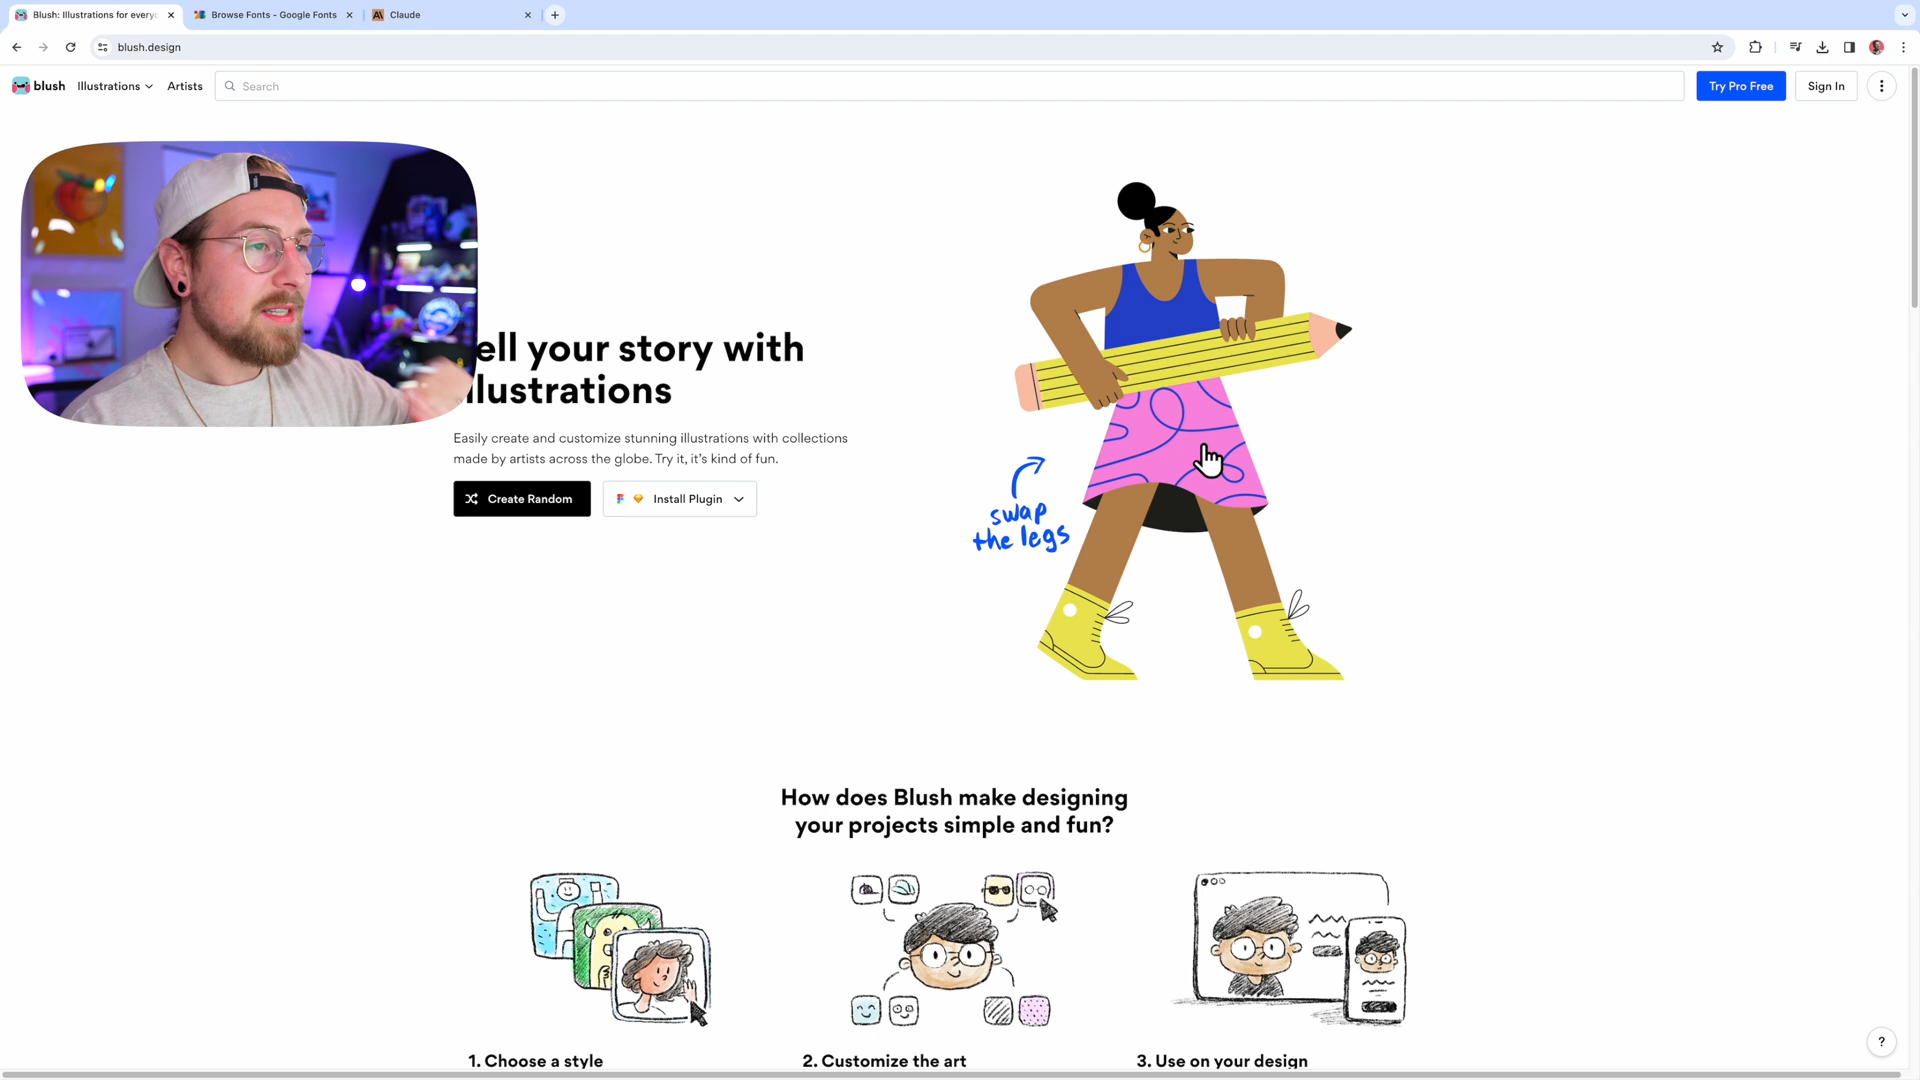 Blush: Illustrations for everyo
Browse Fonts - Google Fonts
Claude
blush.design
blush
Illustrations
Artists
Search
Try Pro Free
Sign In
ell your story with
llustrations
Easily create and customize stunning illustrations with collections
made by artists across the globe. Try it, it's kind of fun.
Create Random
Install Plugin
swap
the legs
How does Blush make designing
your projects simple and fun?
1. Choose a style
2. Customize the art
3. Use on your design
?